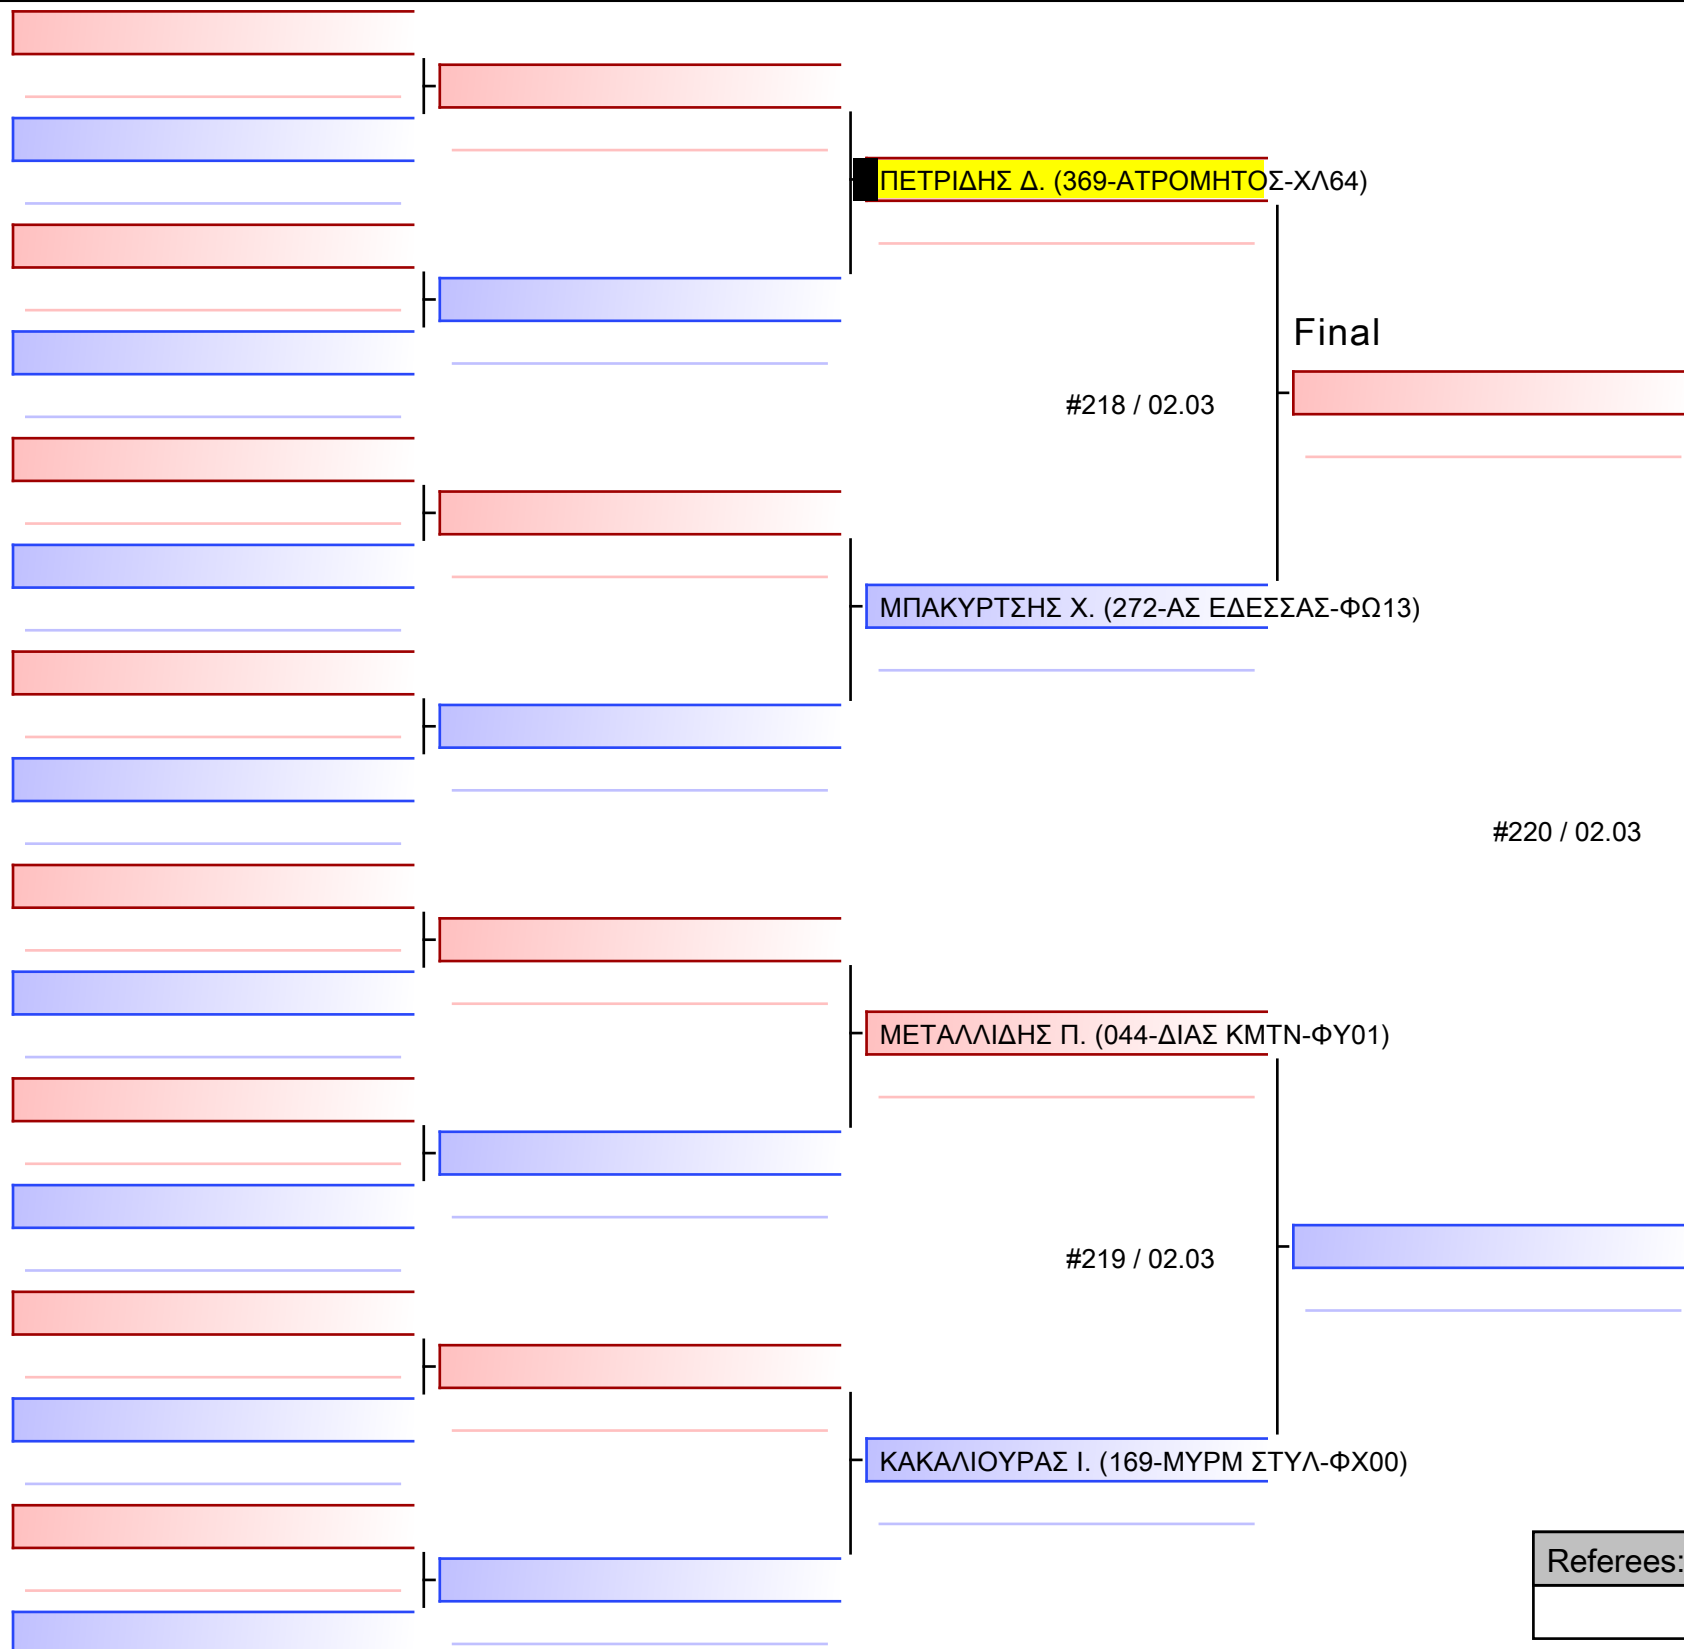 ΠΕΤΡΙΔΗΣ Δ. (369-ΑΤΡΟΜΗΤΟΣ-ΧΛ64)
Final
#218 / 02.03
ΜΠΑΚΥΡΤΣΗΣ Χ. (272-ΑΣ ΕΔΕΣΣΑΣ-ΦΩ13)
#220 / 02.03
ΜΕΤΑΛΛΙΔΗΣ Π. (044-ΔΙΑΣ ΚΜΤΝ-ΦΥ01)
#219 / 02.03
ΚΑΚΑΛΙΟΥΡΑΣ Ι. (169-ΜΥΡΜ ΣΤΥΛ-ΦΧ00)
Referees: